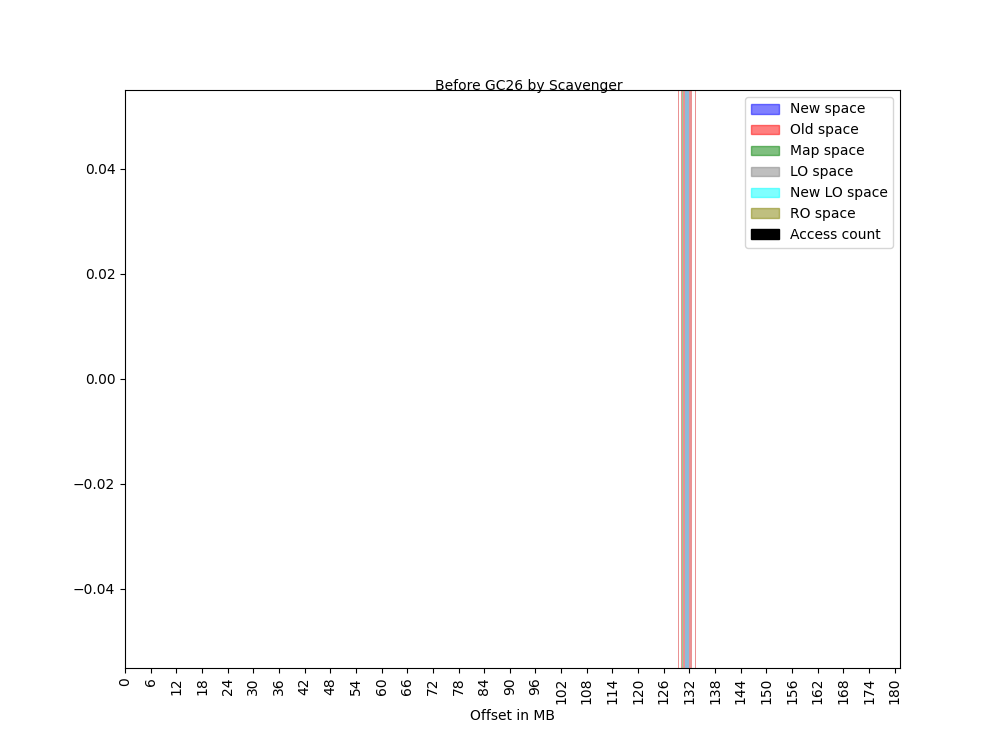 Before GC26 by Scavenger
New space
Old space
Map space
LO space
New LO space
RO space
Access count
0.04
0.02
0.00
−0.02
−0.04
0 6 12 18 24 30 36 42 48 54 60 66 72 78 84 90 96 102 108 114 120 126 132 138 144 150 156 162 168 174 180
Offset in MB